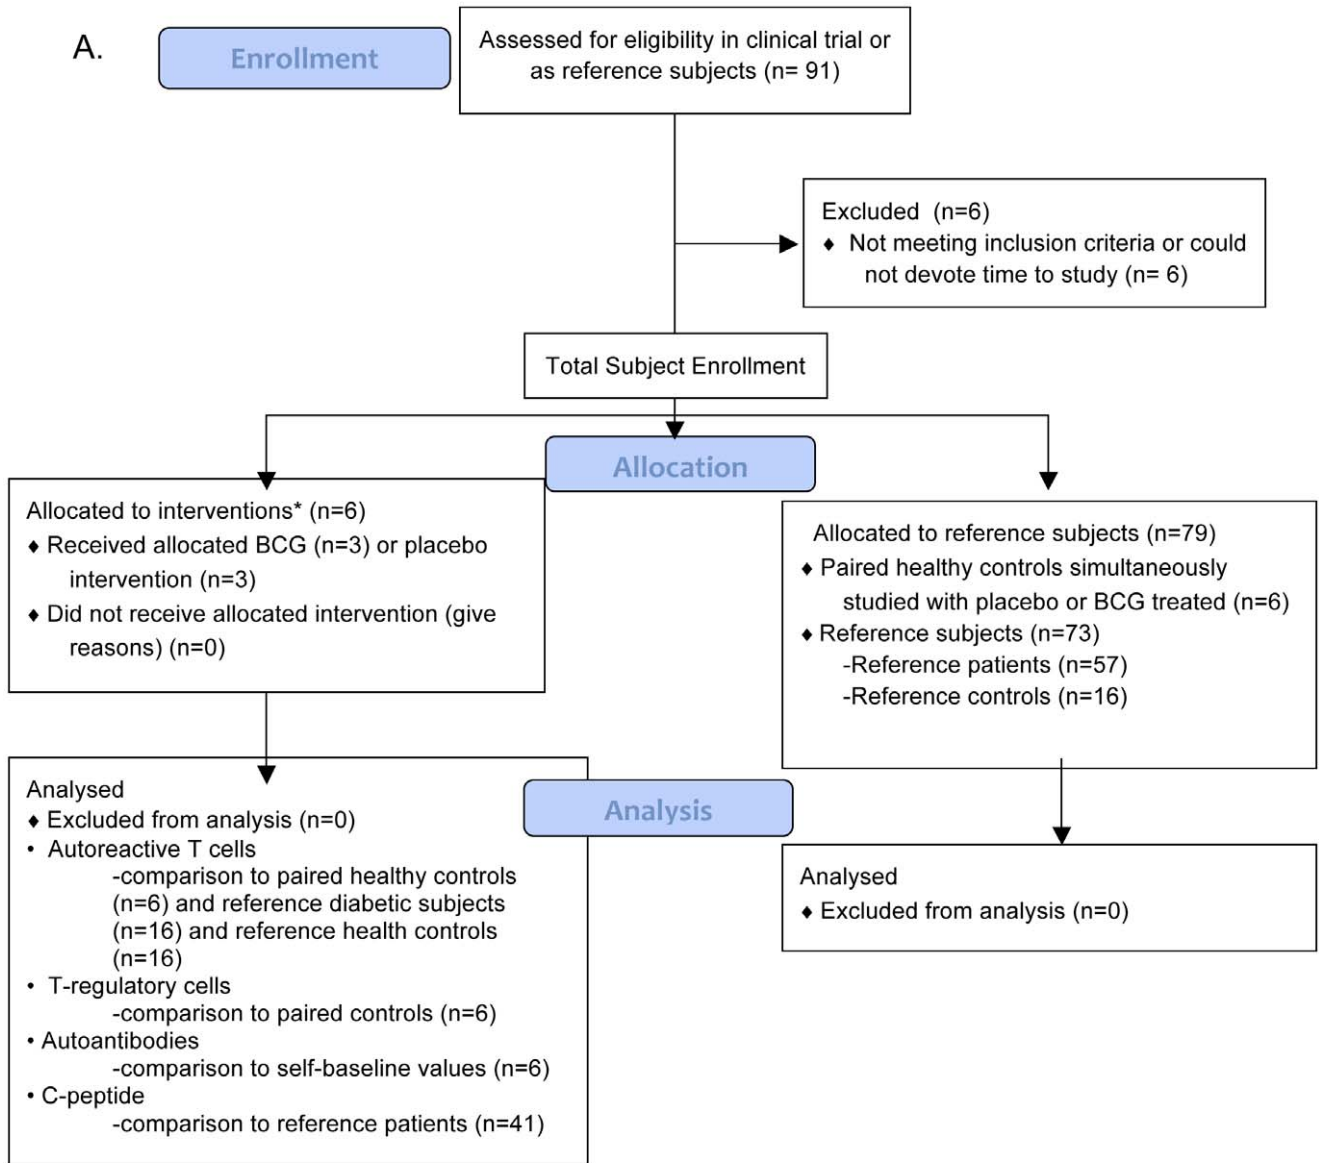 A.
Enrollment
Assessed for eligibility in clinical trial or
as reference subjects (n= 91)
Excluded  (n=6)
♦ Not meeting inclusion criteria or could
not devote time to study (n= 6)
Total Subject Enrollment
Allocation
Allocated to interventions* (n=6)
♦ Received allocated BCG (n=3) or placebo
intervention (n=3)
♦ Did not receive allocated intervention (give
reasons) (n=0)
Allocated to reference subjects (n=79)
♦ Paired healthy controls simultaneously
studied with placebo or BCG treated (n=6)
♦ Reference subjects (n=73)
-Reference patients (n=57)
-Reference controls (n=16)
Analysis
Analysed
♦ Excluded from analysis (n=0)
• Autoreactive T cells
-comparison to paired healthy controls
(n=6) and reference diabetic subjects
(n=16) and reference health controls
(n=16)
• T-regulatory cells
-comparison to paired controls (n=6)
• Autoantibodies
-comparison to self-baseline values (n=6)
• C-peptide
-comparison to reference patients (n=41)
Analysed
♦ Excluded from analysis (n=0)